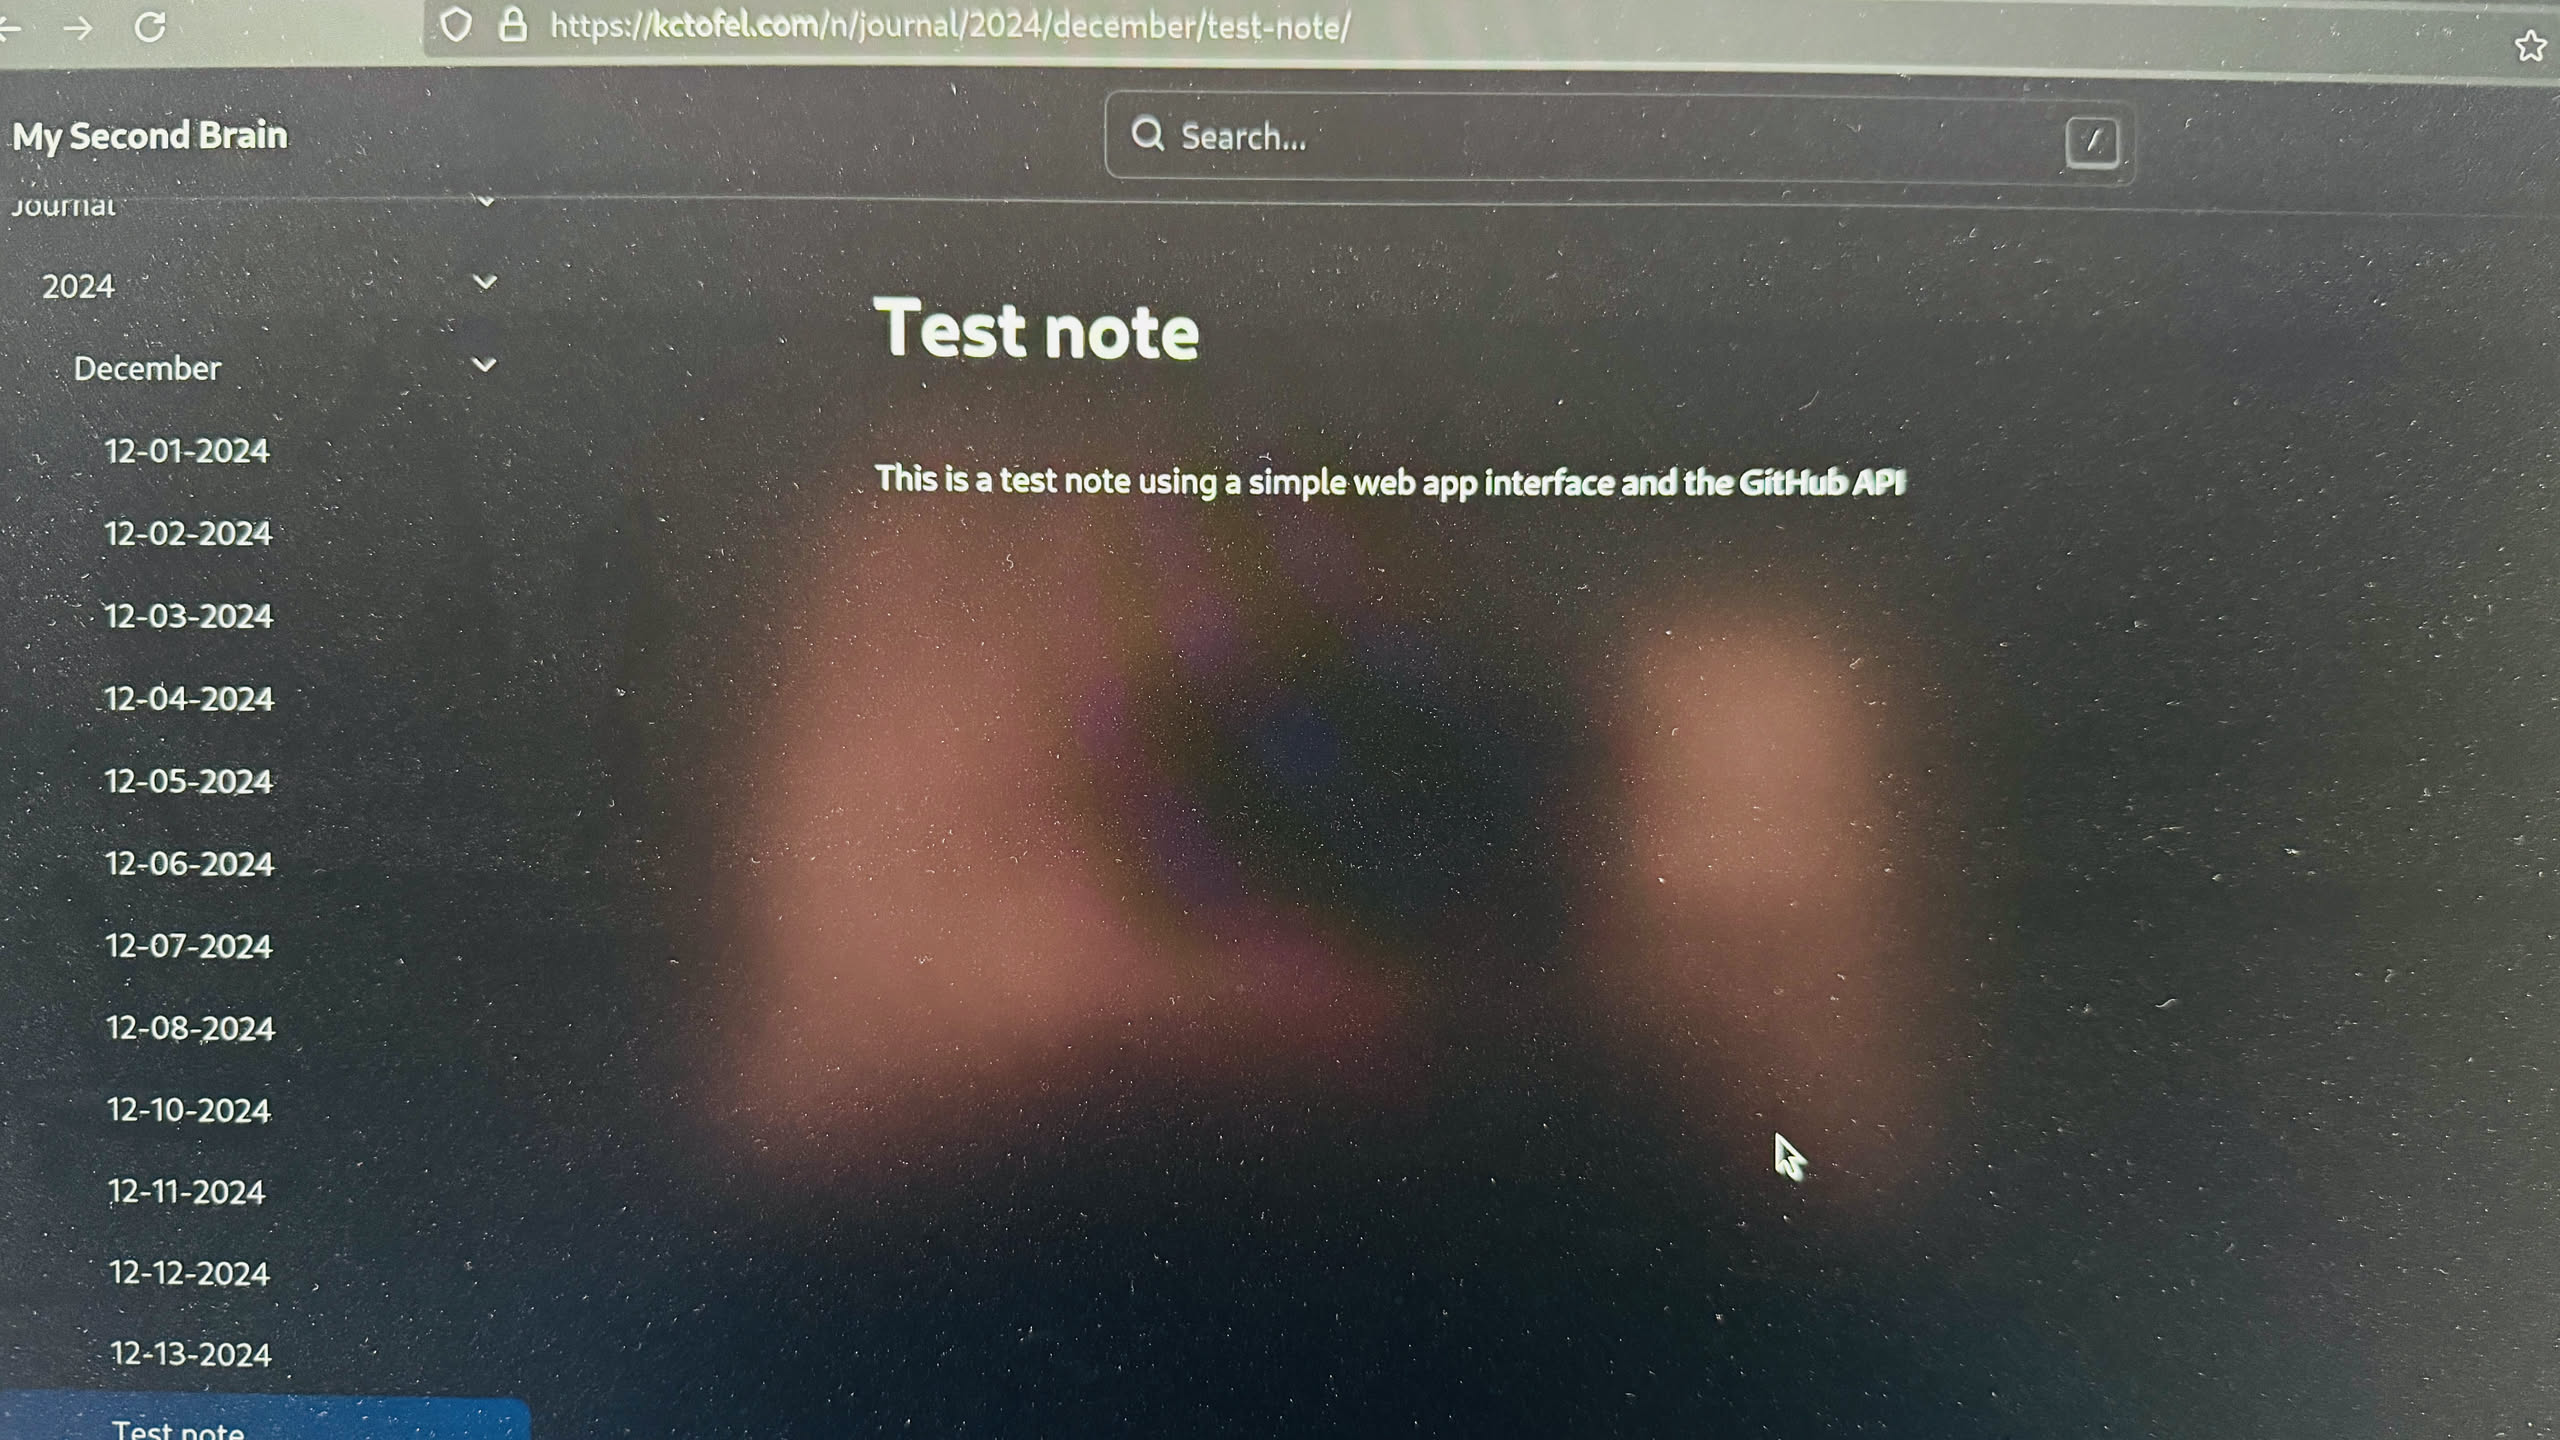 https://kctofel.com/n/journal/2024/december/test-note/
My Second Brain
Search...
/
Journal
2024
December
12-01-2024
12-02-2024
12-03-2024
12-04-2024
12-05-2024
12-06-2024
12-07-2024
12-08-2024
12-10-2024
12-11-2024
12-12-2024
12-13-2024
Test note
Test note
This is a test note using a simple web app interface and the GitHub API